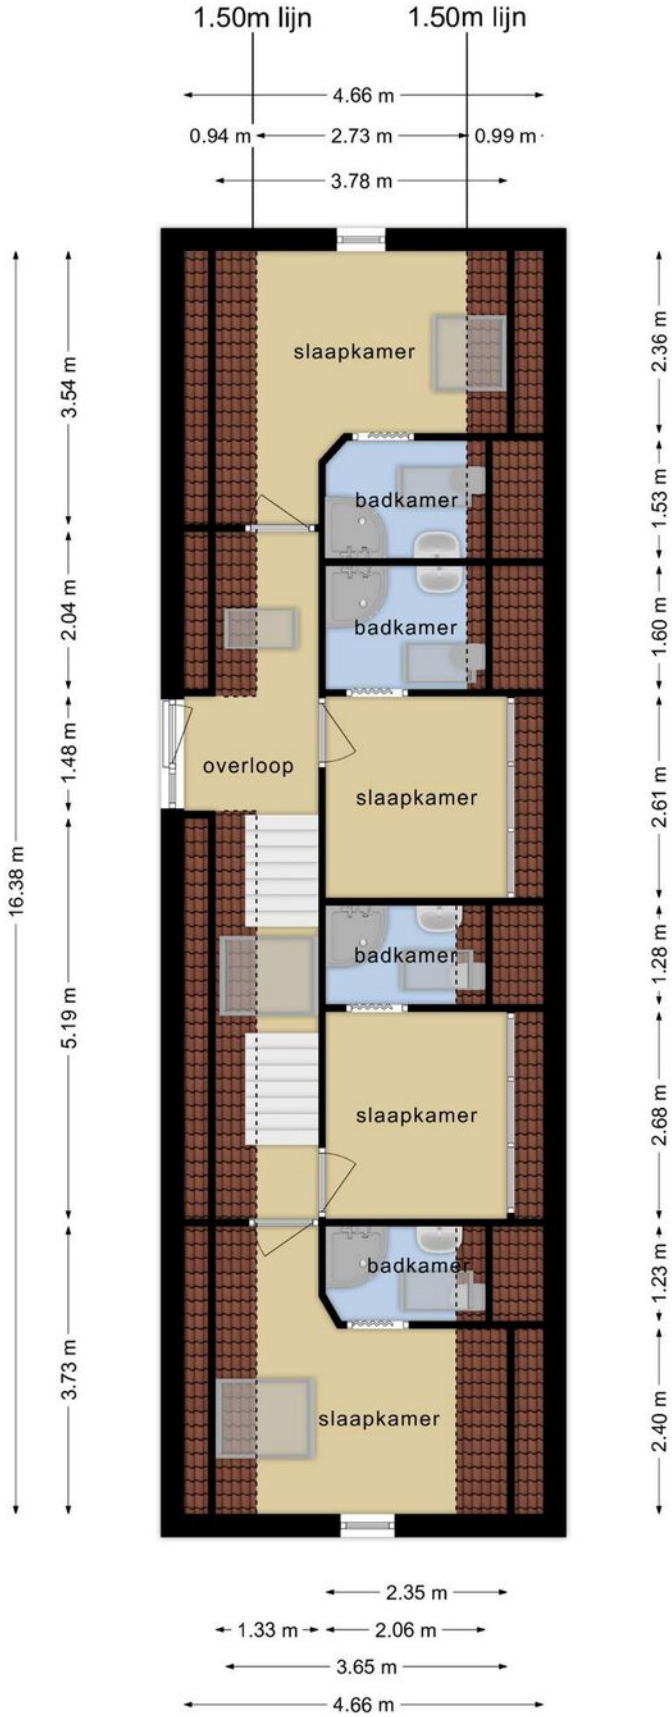 1.50m lijn 1.50m lijn
4.66 m
0.94 m 2.73 m 0.99 m
3.78 m
16.38 m
3.54 m
2.04 m
1.48 m
5.19 m
3.73 m
slaapkamer
badkamer
badkamer
overloop
slaapkamer
badkamer
slaapkamer
badkamer
slaapkamer
2.36 m
1.53 m
1.60 m
2.61 m
1.28 m
2.68 m
1.23 m
2.40 m
2.35 m
1.33 m 2.06 m
3.65 m
4.66 m